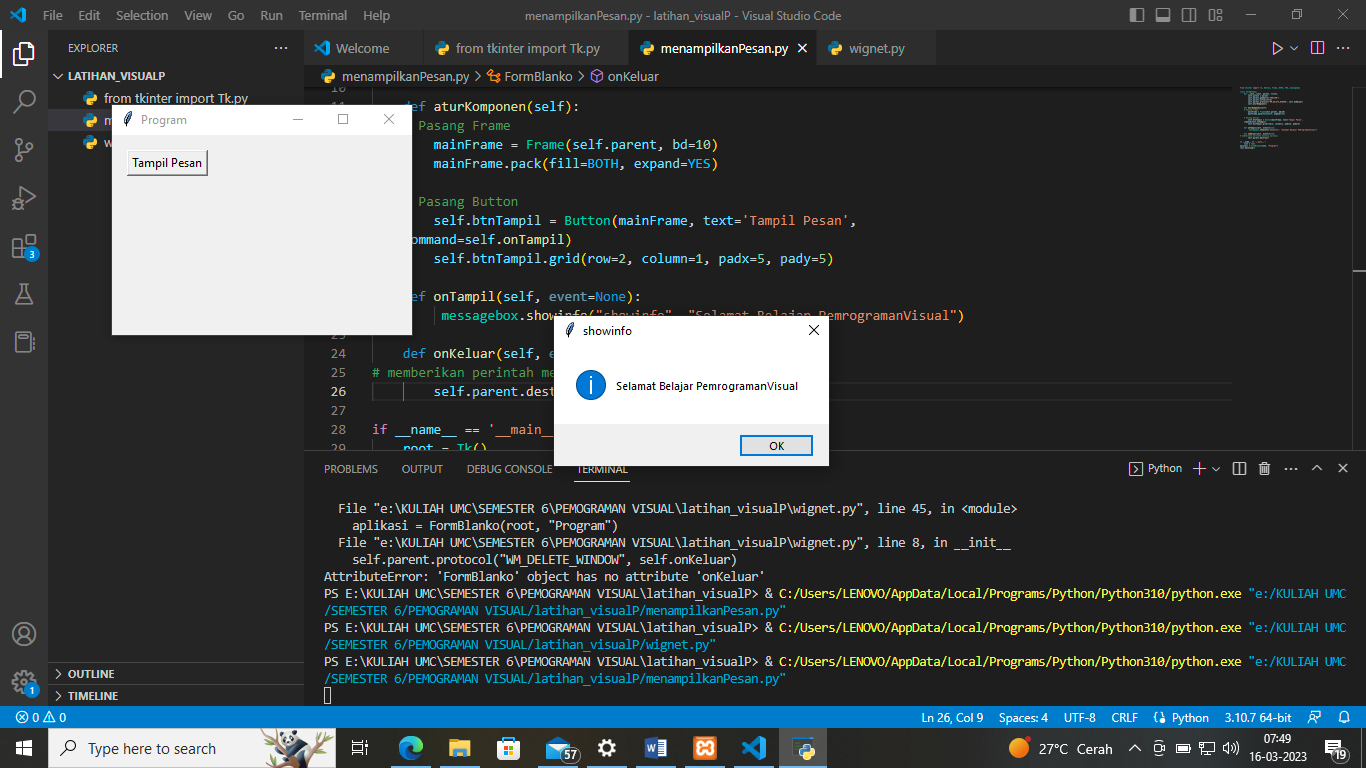 File Edit Selection View Go Run Terminal Help menampilkanPesan.py - latihan_visualP - Visual Studio Code
EXPLORER
LATIHAN_VISUALP
from tkinter import Tk.py
Welcome
from tkinter import Tk.py
menampilkanPesan.py
wignet.py
menampilkanPesan.py > FormBlanko > onKeluar
Program
Tampil Pesan
def aturKomponen(self):
Pasang Frame
mainFrame = Frame(self.parent, bd=10)
mainFrame.pack(fill=BOTH, expand=YES)
Pasang Button
self.btnTampil = Button(mainFrame, text='Tampil Pesan',
ommand=self.onTampil)
self.btnTampil.grid(row=2, column=1, padx=5, pady=5)
ef onTampil(self, event=None):
messagebox.showinfo("showinfo", "Selamat Belajar PemrogramanVisual")
24 def onKeluar(self, e
25 # memberikan perintah me
26 self.parent.dest
27
28 if __name__ == '__main__
29 root = Tk()
showinfo
Selamat Belajar PemrogramanVisual
OK
PROBLEMS OUTPUT DEBUG CONSOLE TERMINAL Python
File "e:\KULIAH UMC\SEMESTER 6\PEMOGRAMAN VISUAL\latihan_visualP\wignet.py", line 45, in <module>
aplikasi = FormBlanko(root, "Program")
File "e:\KULIAH UMC\SEMESTER 6\PEMOGRAMAN VISUAL\latihan_visualP\wignet.py", line 8, in __init__
self.parent.protocol("WM_DELETE_WINDOW", self.onKeluar)
AttributeError: 'FormBlanko' object has no attribute 'onKeluar'
PS E:\KULIAH UMC\SEMESTER 6\PEMOGRAMAN VISUAL\latihan_visualP> & C:/Users/LENOVO/AppData/Local/Programs/Python/Python310/python.exe "e:/KULIAH UMC
/SEMESTER 6/PEMOGRAMAN VISUAL/latihan_visualP/menampilkanPesan.py"
PS E:\KULIAH UMC\SEMESTER 6\PEMOGRAMAN VISUAL\latihan_visualP> & C:/Users/LENOVO/AppData/Local/Programs/Python/Python310/python.exe "e:/KULIAH UMC
/SEMESTER 6/PEMOGRAMAN VISUAL/latihan_visualP/wignet.py"
PS E:\KULIAH UMC\SEMESTER 6\PEMOGRAMAN VISUAL\latihan_visualP> & C:/Users/LENOVO/AppData/Local/Programs/Python/Python310/python.exe "e:/KULIAH UMC
/SEMESTER 6/PEMOGRAMAN VISUAL/latihan_visualP/menampilkanPesan.py"
3
1
OUTLINE
TIMELINE
0 0 Ln 26, Col 9 Spaces: 4 UTF-8 CRLF Python 3.10.7 64-bit
Type here to search
57
27°C Cerah
07:49
16-03-2023
19